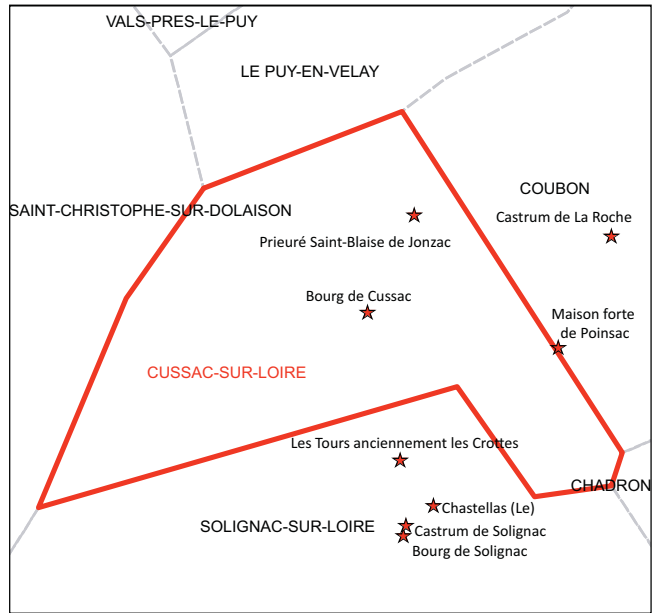 VALS-PRES-LE-PUY
LE PUY-EN-VELAY
COUBON
SAINT-CHRISTOPHE-SUR-DOLAISON
Castrum de La Roche
Prieuré Saint-Blaise de Jonzac
Bourg de Cussac
Maison forte
de Poinsac
CUSSAC-SUR-LOIRE
Les Tours anciennement les Crottes
CHADRON
Chastellas (Le)
SOLIGNAC-SUR-LOIRE
Castrum de Solignac
Bourg de Solignac